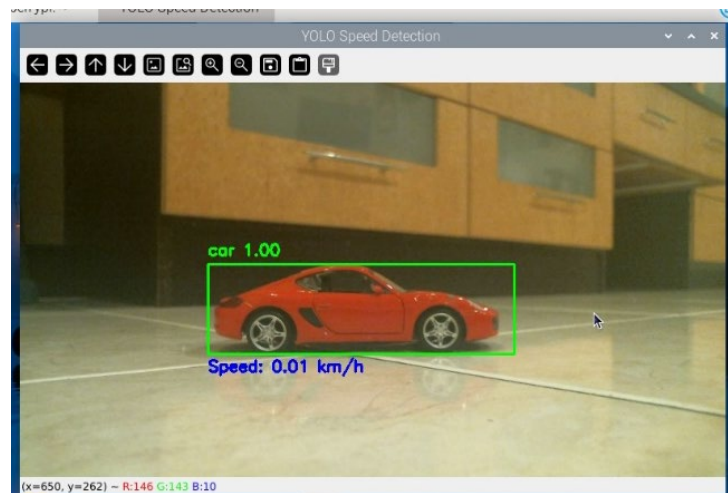 YOLO Speed Detection
YOLO Speed Detection
car 1.00
Speed: 0.01 km/h
(x=650, y=262) ~ R:146 G:143 B:10